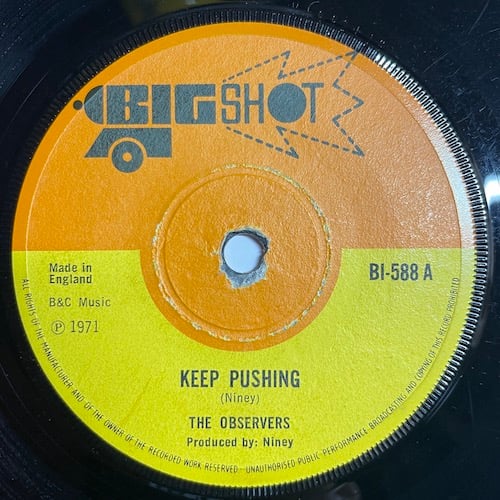 BIG SHOT
Made in
England
BI-588 A
B&C Music
℗ 1971
KEEP PUSHING
(Niney)
THE OBSERVERS
Produced by: Niney
ALL RIGHTS OF THE MANUFACTURER AND OF THE OWNER OF THE RECORDED WORK RESERVED - UNAUTHORISED PUBLIC PERFORMANCE BROADCASTING AND COPYING OF THIS RECORD PROHIBITED